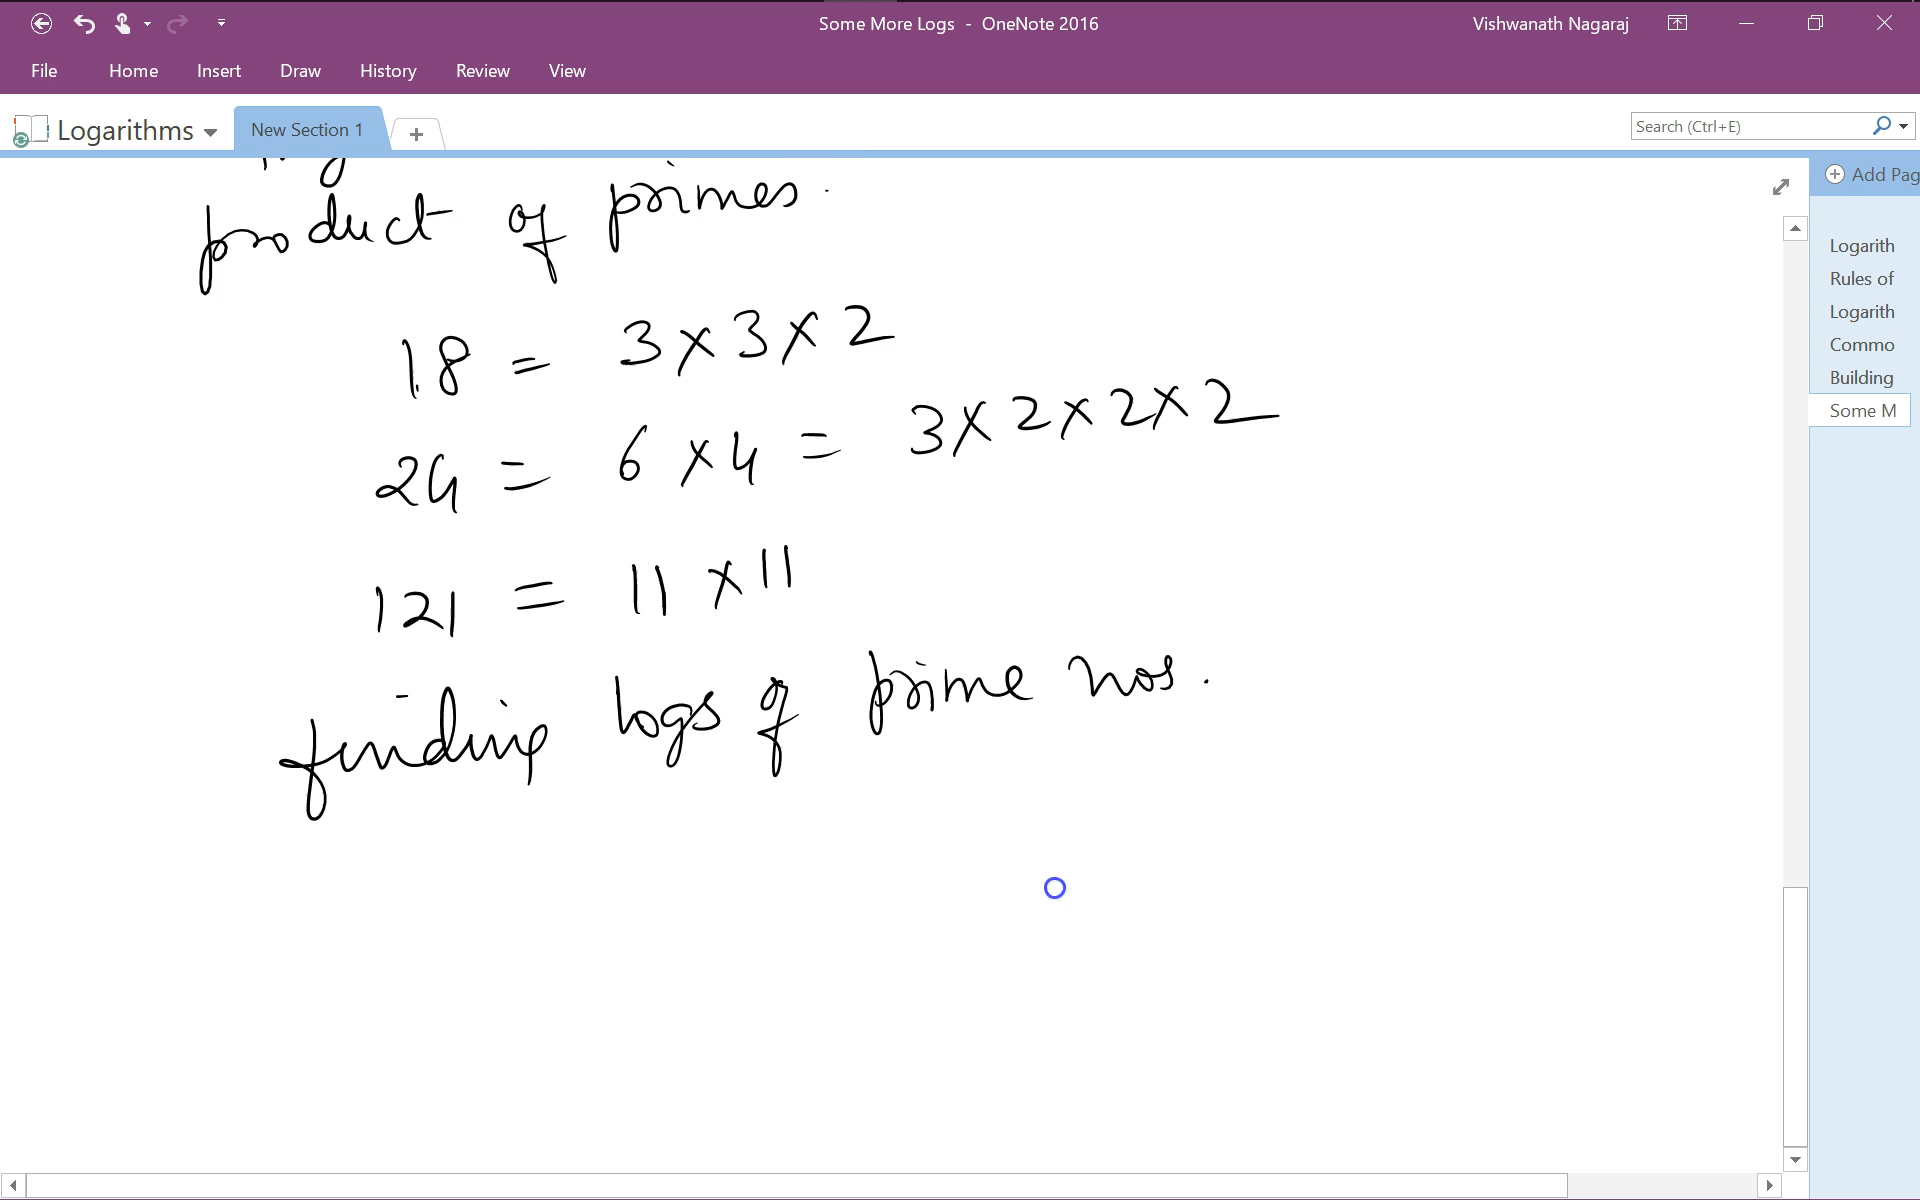 Some More Logs - OneNote 2016
Vishwanath Nagaraj
File Home Insert Draw History Review View
Logarithms
New Section 1
+
Search (Ctrl+E)
Add Pag
Logarith
Rules of
Logarith
Commo
Building
Some M
product of primes.
18 = 3 x 3 x 2
24 = 6 x 4 = 3 x 2 x 2 x 2
121 = 11 x 11
finding logs of prime nos.